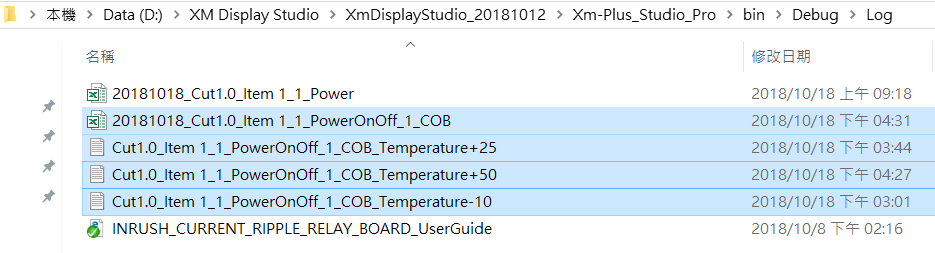 本機 > Data (D:) > XM Display Studio > XmDisplayStudio_20181012 > Xm-Plus_Studio_Pro > bin > Debug > Log
名稱 修改日期
20181018_Cut1.0_Item 1_1_Power 2018/10/18 上午 09:18
20181018_Cut1.0_Item 1_1_PowerOnOff_1_COB 2018/10/18 下午 04:31
Cut1.0_Item 1_1_PowerOnOff_1_COB_Temperature+25 2018/10/18 下午 03:44
Cut1.0_Item 1_1_PowerOnOff_1_COB_Temperature+50 2018/10/18 下午 04:27
Cut1.0_Item 1_1_PowerOnOff_1_COB_Temperature-10 2018/10/18 下午 03:01
INRUSH_CURRENT_RIPPLE_RELAY_BOARD_UserGuide 2018/10/8 下午 02:16